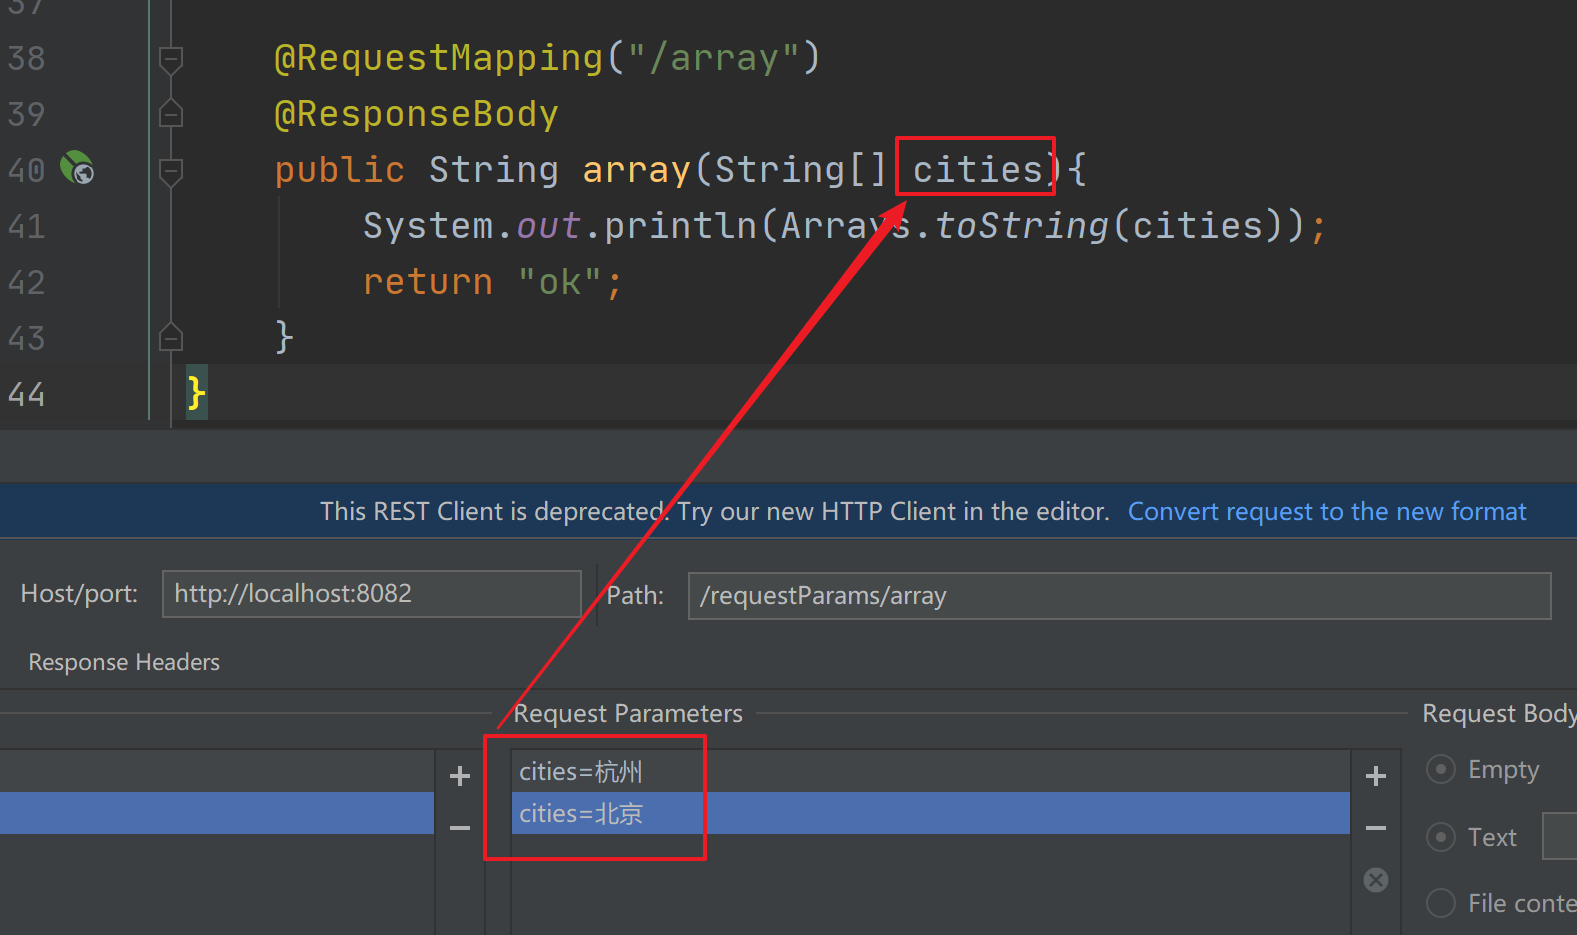 37
38 @RequestMapping("/array")
39 @ResponseBody
40 public String array(String[] cities){
41 System.out.println(Arrays.toString(cities));
42 return "ok";
43 }
44 }
This REST Client is deprecated. Try our new HTTP Client in the editor. Convert request to the new format
Host/port: http://localhost:8082 Path: /requestParams/array
Response Headers
Request Parameters Request Body
cities=杭州
cities=北京
Empty
Text
File conte